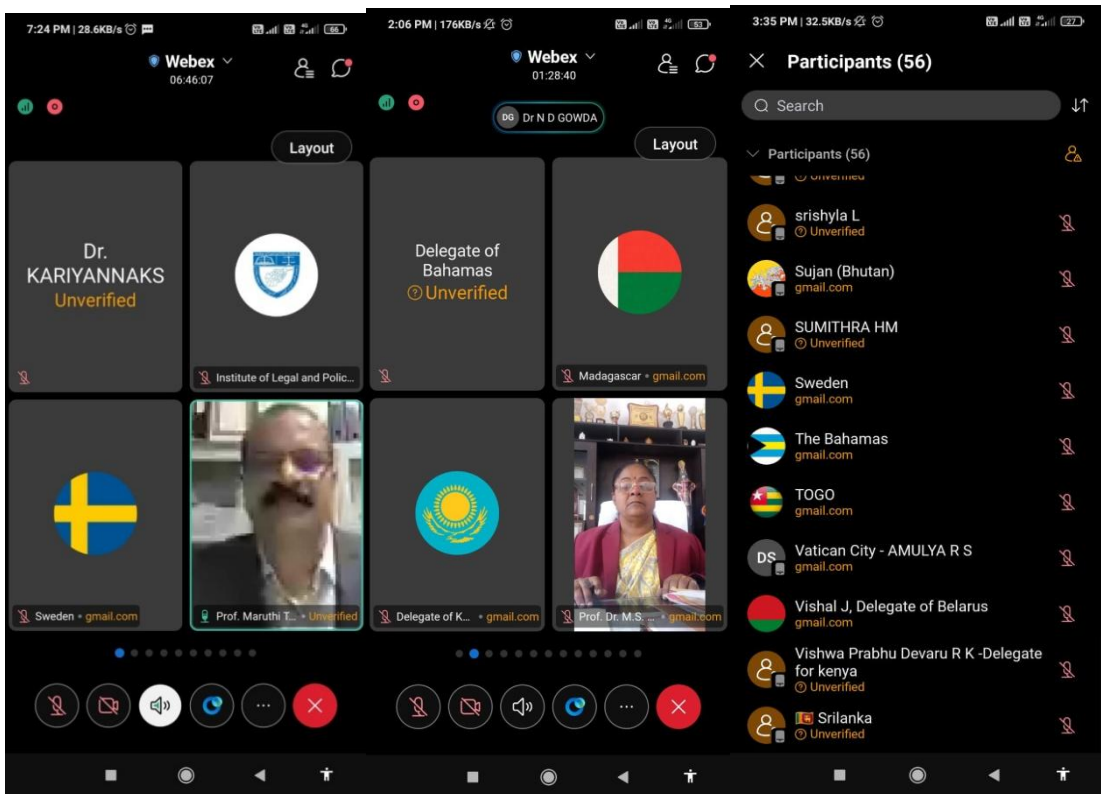 7:24 PM | 28.6KB/s
66
Webex
06:46:07
Layout
Dr.
KARIYANNAKS
Unverified
Institute of Legal and Polic...
Sweden • gmail.com
Prof. Maruthi T... • Unverified
2:06 PM | 176KB/s
53
Webex
01:28:40
DG Dr N D GOWDA
Layout
Delegate of
Bahamas
Unverified
Madagascar • gmail.com
Delegate of K... • gmail.com
Prof. Dr. M.S. ... • gmail.com
3:35 PM | 32.5KB/s
27
Participants (56)
Search
Participants (56)
Unverified
srishyla L
Unverified
Sujan (Bhutan)
gmail.com
SUMITHRA HM
Unverified
Sweden
gmail.com
The Bahamas
gmail.com
TOGO
gmail.com
DS
Vatican City - AMULYA R S
gmail.com
Vishal J, Delegate of Belarus
gmail.com
Vishwa Prabhu Devaru R K -Delegate
for kenya
Unverified
Srilanka
Unverified